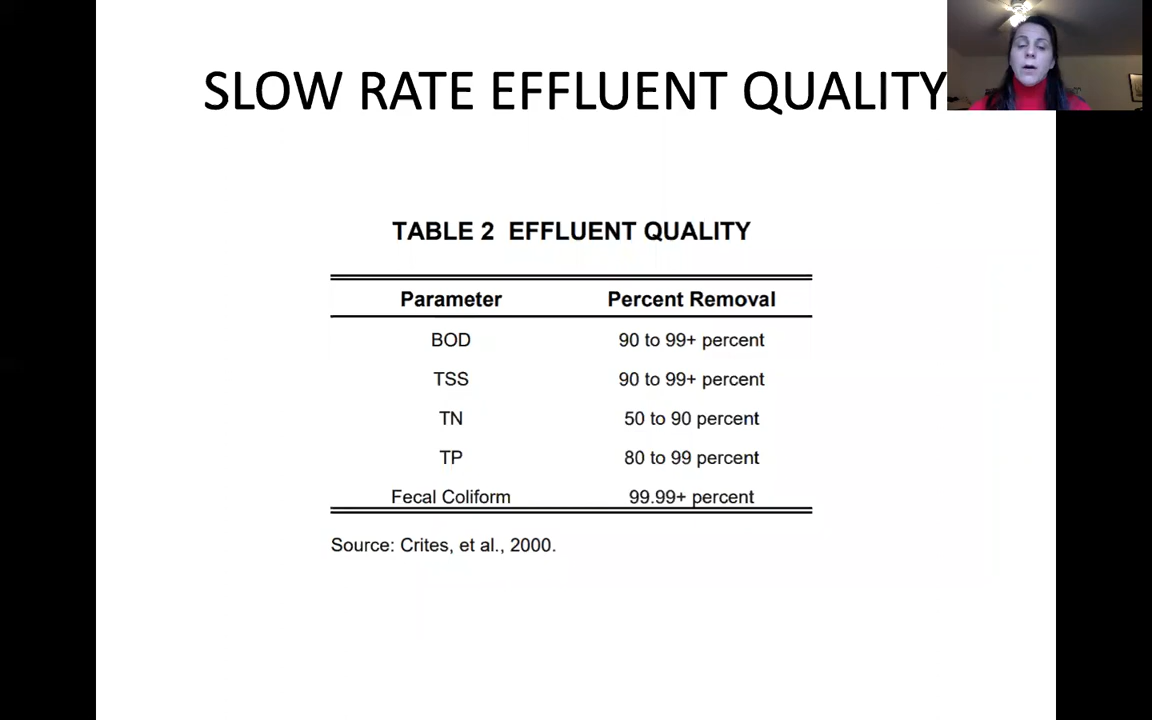 SLOW RATE EFFLUENT QUALITY
TABLE 2 EFFLUENT QUALITY
Parameter Percent Removal
BOD 90 to 99+ percent
TSS 90 to 99+ percent
TN 50 to 90 percent
TP 80 to 99 percent
Fecal Coliform 99.99+ percent
Source: Crites, et al., 2000.